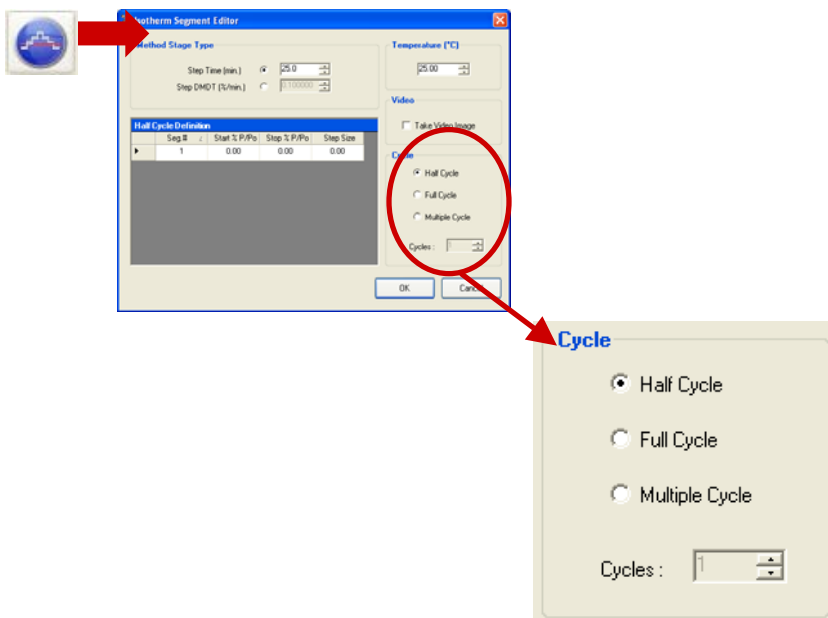 otherm Segment Editor
Method Stage Type
Step Time (min.) 25.0
Step DMDT (%/min.) 0.100000
Temperature (°C)
25.00
Video
Take Video Image
Half Cycle Definition
Seg.# Start % P/Po Stop % P/Po Step Size
1 0.00 0.00 0.00
Cycle
Half Cycle
Full Cycle
Multiple Cycle
Cycles : 1
OK Cancel
Cycle
Half Cycle
Full Cycle
Multiple Cycle
Cycles : 1